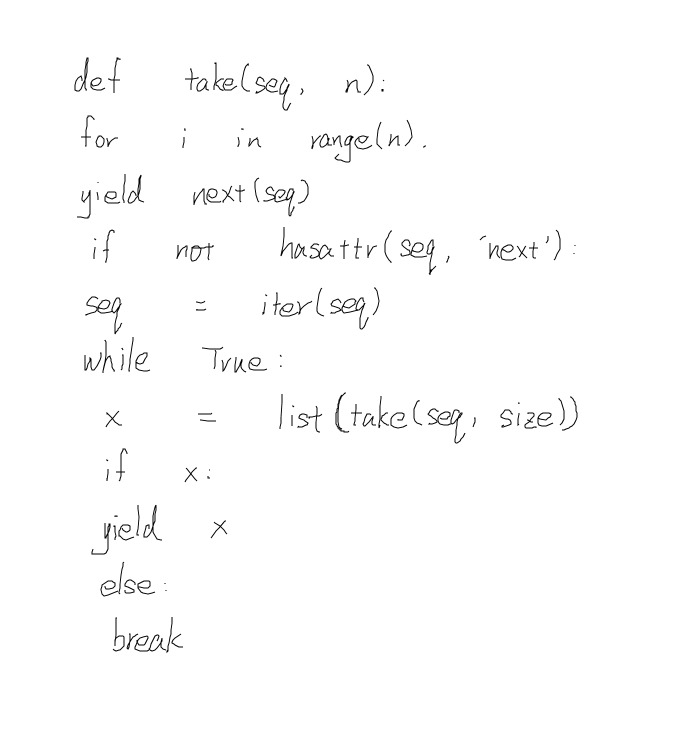 def take(seq, n):
for i in range(n).
yield next(seq)
if not hasattr(seq, 'next'):
seq = iter(seq)
while True:
x = list(take(seq, size))
if x:
yield x
else:
break